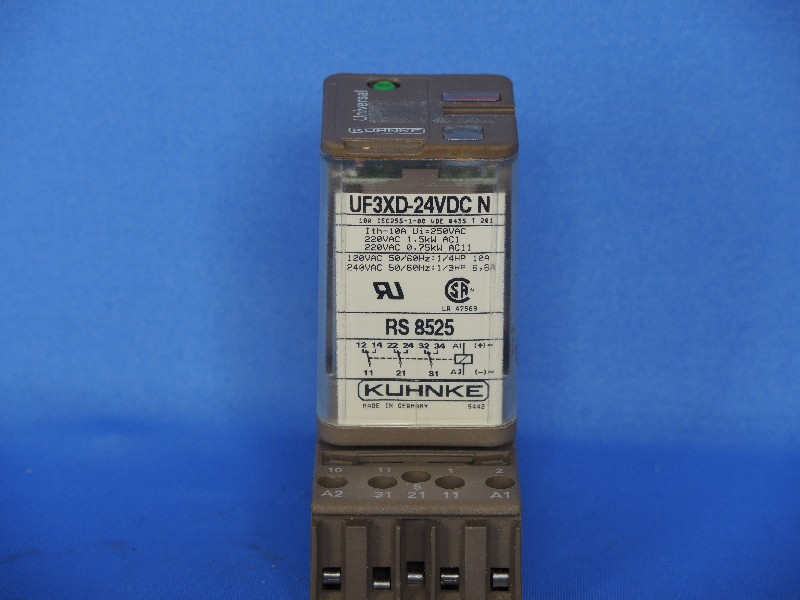 Universal
KUHNKE
UF3XD-24VDC N
10A IEC255-1-00 VDE 0435 T 201
Ith-10A Ui=250VAC
220VAC 1.5kW AC1
220VAC 0,75kW AC11
120VAC 50/60Hz:1/4HP 10A
240VAC 50/60Hz:1/3HP 6,6A
RU SA
LR 47569
RS 8525
12 14 22 24 32 34 A1 (+)~
11 21 31 A2 (-)~
KUHNKE
MADE IN GERMANY 9442
10 11 6 1 2
A2 31 21 11 A1